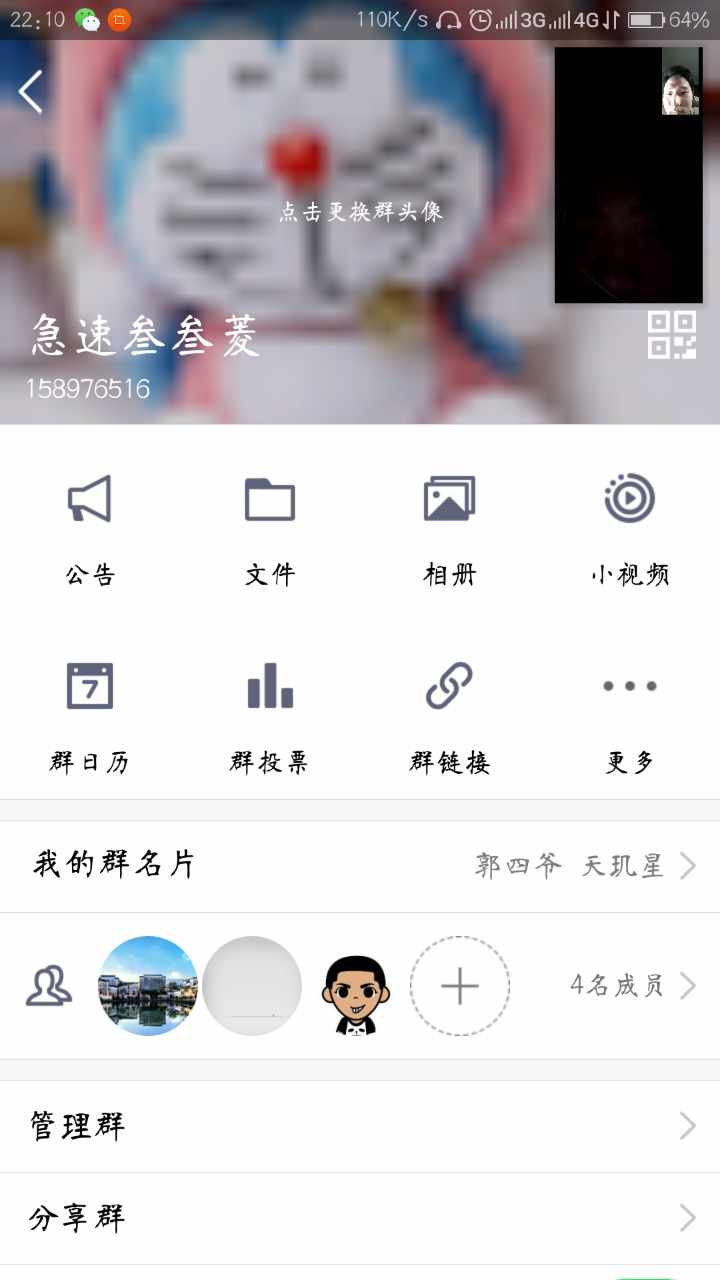 22:10 110K/s 3G 4G 64%
点击更换群头像
急速叁叁菱
158976516
公告 文件 相册 小视频
7
群日历 群投票 群链接 更多
我的群名片 郭四爷 天玑星
4名成员
管理群
分享群